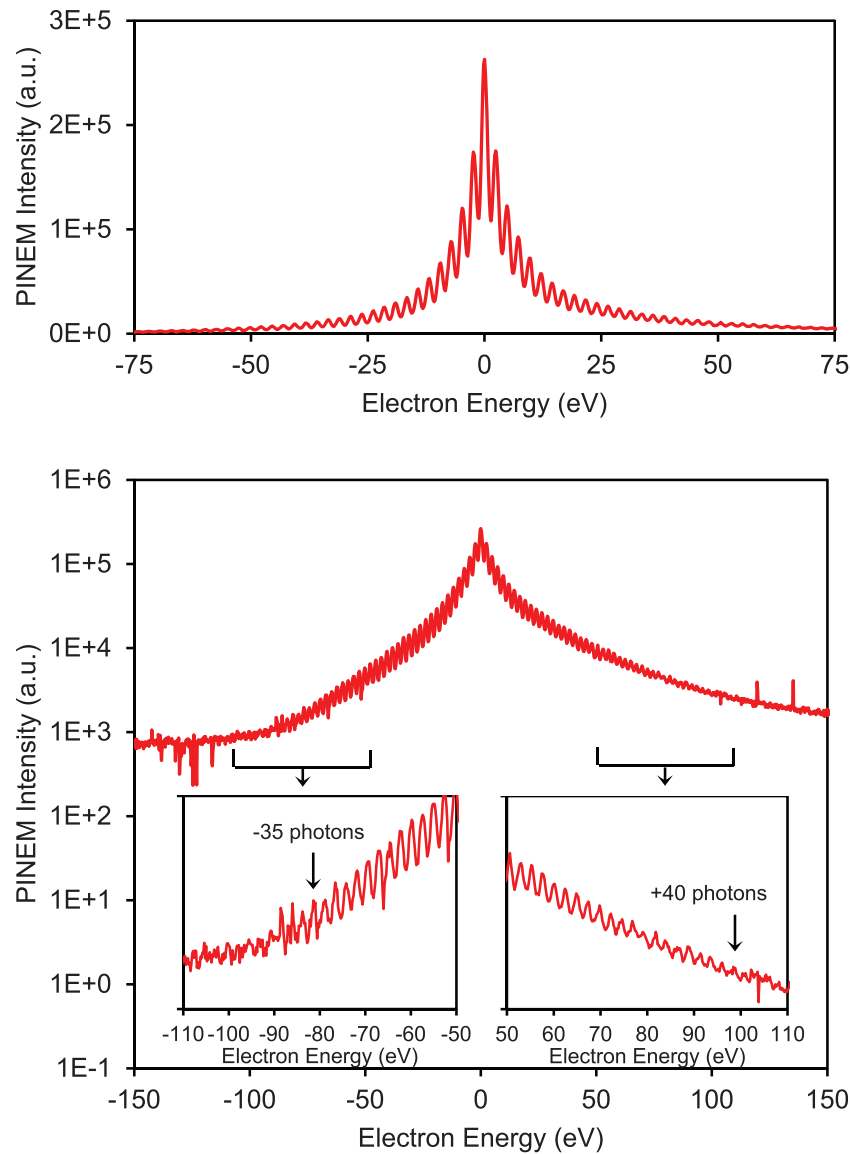 3E+5
2E+5
1E+5
0E+0
PINEM Intensity (a.u.)
-75 -50 -25 0 25 50 75
Electron Energy (eV)
1E+6
1E+5
1E+4
1E+3
1E+2
1E+1
1E+0
1E-1
PINEM Intensity (a.u.)
-35 photons
-110 -100 -90 -80 -70 -60 -50
Electron Energy (eV)
+40 photons
50 60 70 80 90 100 110
Electron Energy (eV)
-150 -100 -50 0 50 100 150
Electron Energy (eV)